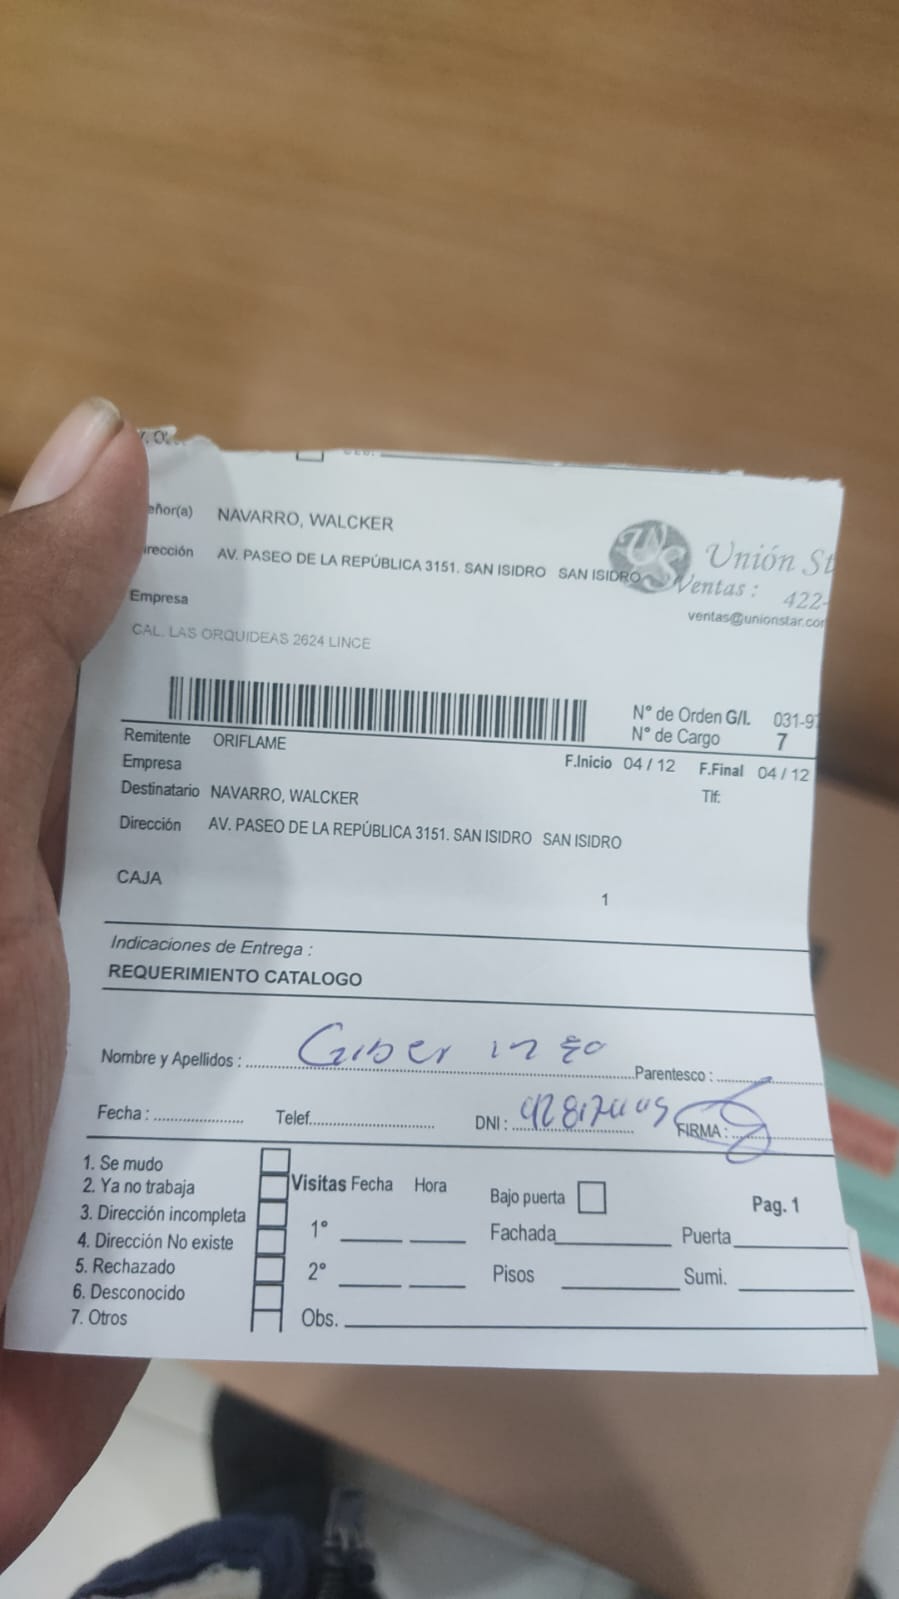 eñor(a) NAVARRO, WALCKER
irección AV. PASEO DE LA REPÚBLICA 3151. SAN ISIDRO SAN ISIDRO
Unión St
Ventas : 422-
Empresa
ventas@unionstar.cor
CAL. LAS ORQUIDEAS 2624 LINCE
N° de Orden G/I. 031-9
N° de Cargo 7
Remitente ORIFLAME
F.Inicio 04 / 12 F.Final 04 / 12
Empresa
Tlf:
Destinatario NAVARRO, WALCKER
Dirección AV. PASEO DE LA REPÚBLICA 3151. SAN ISIDRO SAN ISIDRO
CAJA 1
Indicaciones de Entrega :
REQUERIMIENTO CATALOGO
Nombre y Apellidos : Parentesco :
Fecha : Telef. DNI : FIRMA :
1. Se mudo
2. Ya no trabaja
3. Dirección incompleta
4. Dirección No existe
5. Rechazado
6. Desconocido
7. Otros
Visitas Fecha Hora Bajo puerta Pag. 1
1° Fachada Puerta
2° Pisos Sumi.
Obs.